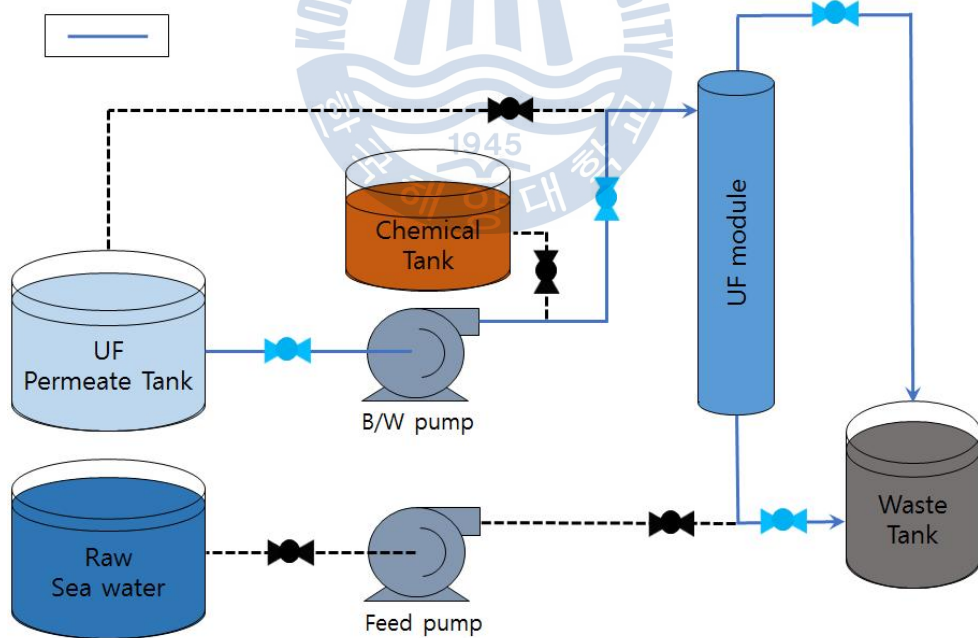 1945
Chemical
Tank
UF
Permeate Tank
B/W pump
UF module
Raw
Sea water
Feed pump
Waste
Tank